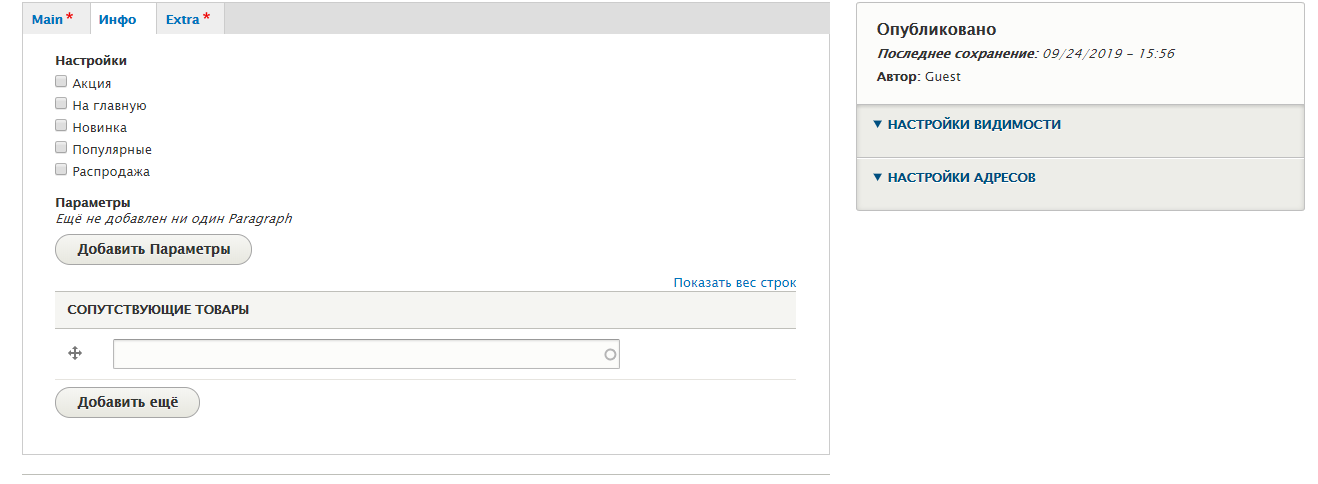 Main * Инфо Extra *
Настройки
Акция
На главную
Новинка
Популярные
Распродажа
Параметры
Ещё не добавлен ни один Paragraph
Добавить Параметры
Показать вес строк
СОПУТСТВУЮЩИЕ ТОВАРЫ
Добавить ещё
Опубликовано
Последнее сохранение: 09/24/2019 - 15:56
Автор: Guest
НАСТРОЙКИ ВИДИМОСТИ
НАСТРОЙКИ АДРЕСОВ